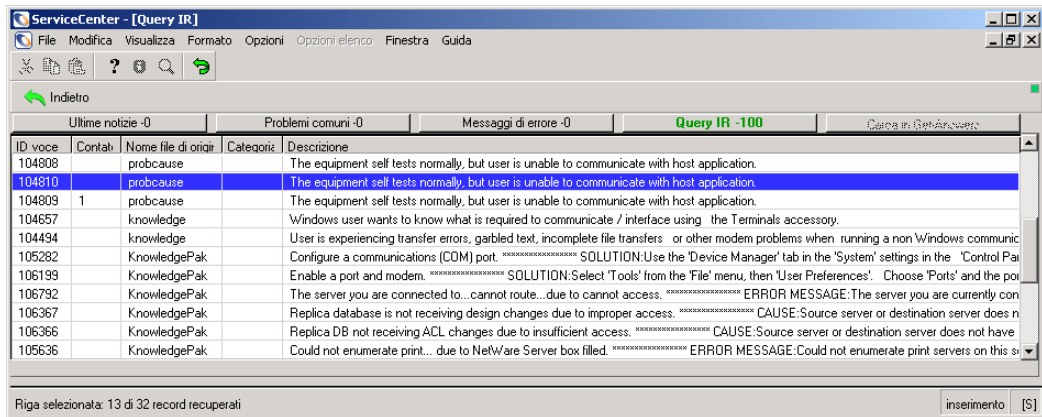 ServiceCenter - [Query IR]
File Modifica Visualizza Formato Opzioni Opzioni elenco Finestra Guida
Indietro
Ultime notizie -0 Problemi comuni -0 Messaggi di errore -0 Query IR -100 Carica in Get-Answers
ID voce Contatı Nome file di origir Categoria Descrizione
104808 probcause The equipment self tests normally, but user is unable to communicate with host application.
104810 probcause The equipment self tests normally, but user is unable to communicate with host application.
104809 1 probcause The equipment self tests normally, but user is unable to communicate with host application.
104657 knowledge Windows user wants to know what is required to communicate / interface using the Terminals accessory.
104494 knowledge User is experiencing transfer errors, garbled text, incomplete file transfers or other modem problems when running a non Windows communic
105282 KnowledgePak Configure a communications (COM) port. ***************** SOLUTION:Use the 'Device Manager' tab in the 'System' settings in the 'Control Pa
106199 KnowledgePak Enable a port and modem. ***************** SOLUTION:Select 'Tools' from the 'File' menu, then 'User Preferences'. Choose 'Ports' and the por
106792 KnowledgePak The server you are connected to...cannot route...due to cannot access. ***************** ERROR MESSAGE:The server you are currently con
106367 KnowledgePak Replica database is not receiving design changes due to improper access. ***************** CAUSE:Source server or destination server does n
106366 KnowledgePak Replica DB not receiving ACL changes due to insufficient access. ***************** CAUSE:Source server or destination server does not have
105636 KnowledgePak Could not enumerate print... due to NetWare Server box filled. ***************** ERROR MESSAGE:Could not enumerate print servers on this s
Riga selezionata: 13 di 32 record recuperati inserimento [S]